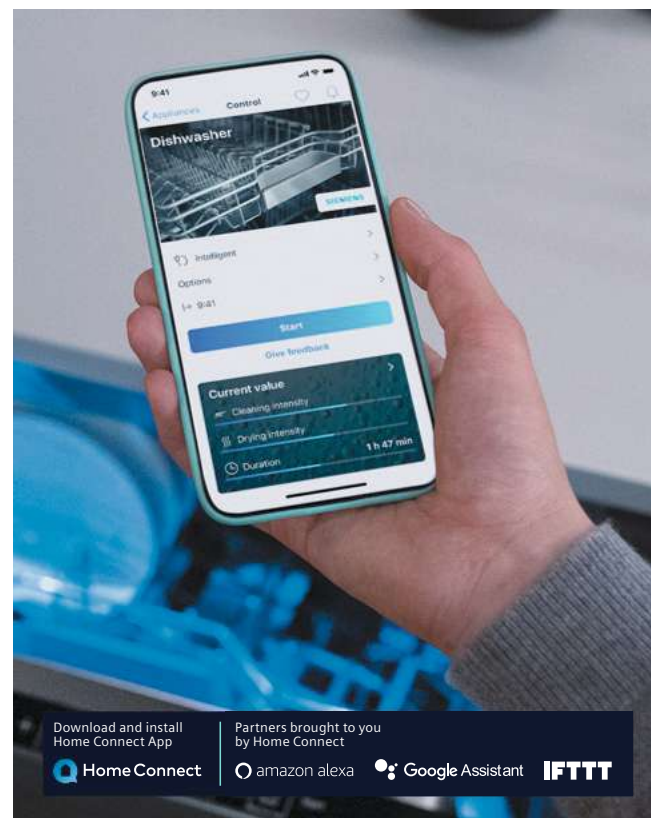 9:41
Appliances
Control
Dishwasher
SIEMENS
Intelligent
Options
9:41
Start
Give feedback
Current value
Cleaning intensity
Drying intensity
Duration
1 h 47 min
Download and install
Home Connect App
Home Connect
Partners brought to you
by Home Connect
amazon alexa
Google Assistant
IFTTT